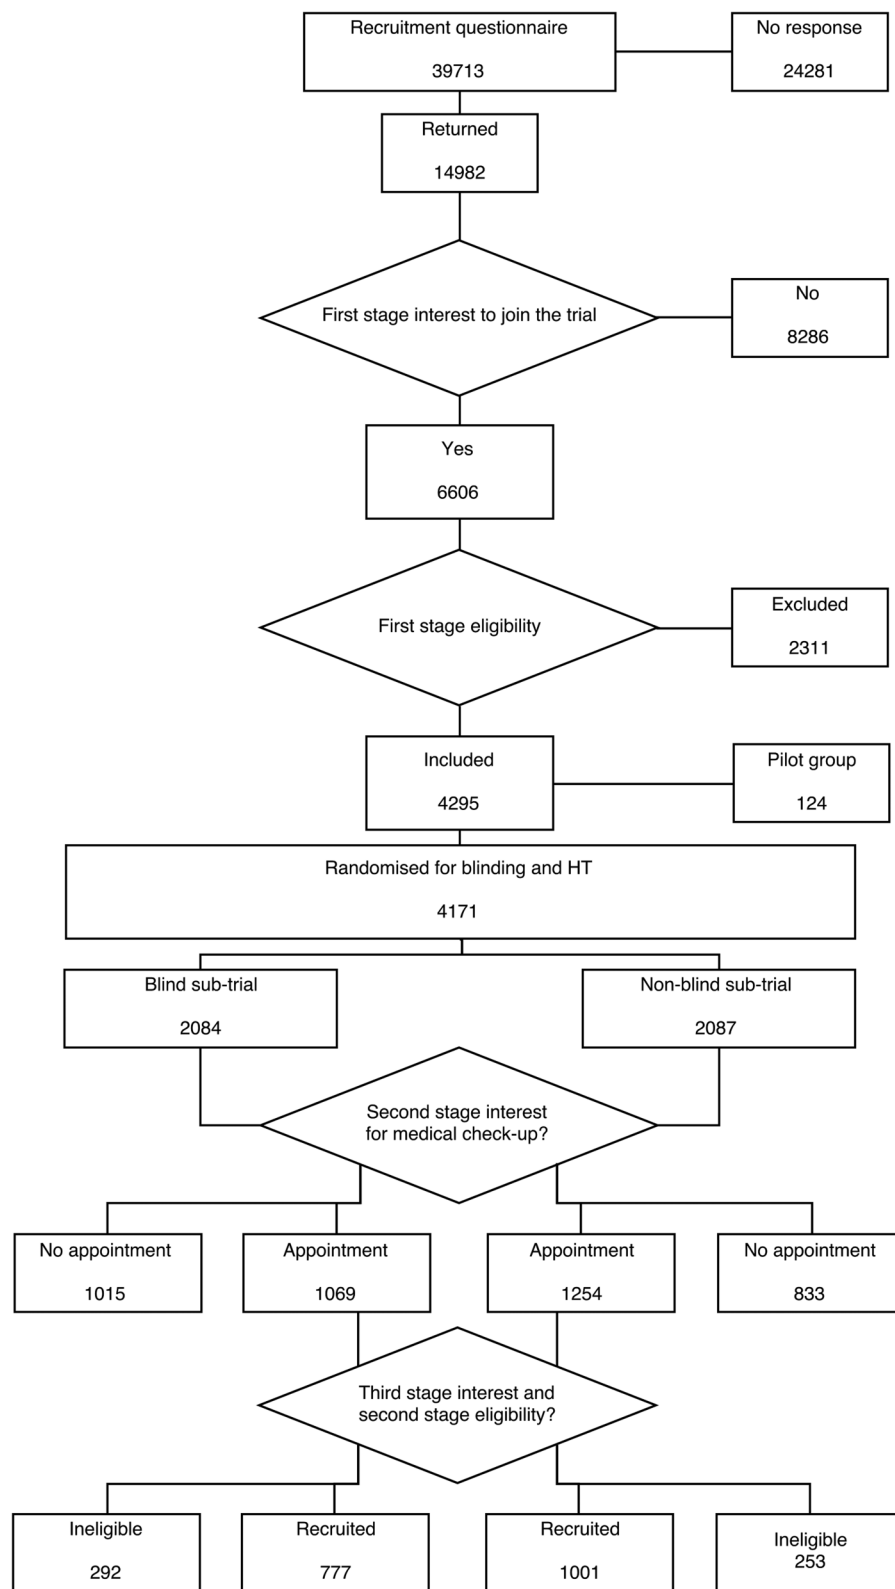 Recruitment questionnaire
39713
No response
24281
Returned
14982
First stage interest to join the trial
No
8286
Yes
6606
First stage eligibility
Excluded
2311
Included
4295
Pilot group
124
Randomised for blinding and HT
4171
Blind sub-trial
2084
Non-blind sub-trial
2087
Second stage interest
for medical check-up?
No appointment
1015
Appointment
1069
Appointment
1254
No appointment
833
Third stage interest and
second stage eligibility?
Ineligible
292
Recruited
777
Recruited
1001
Ineligible
253